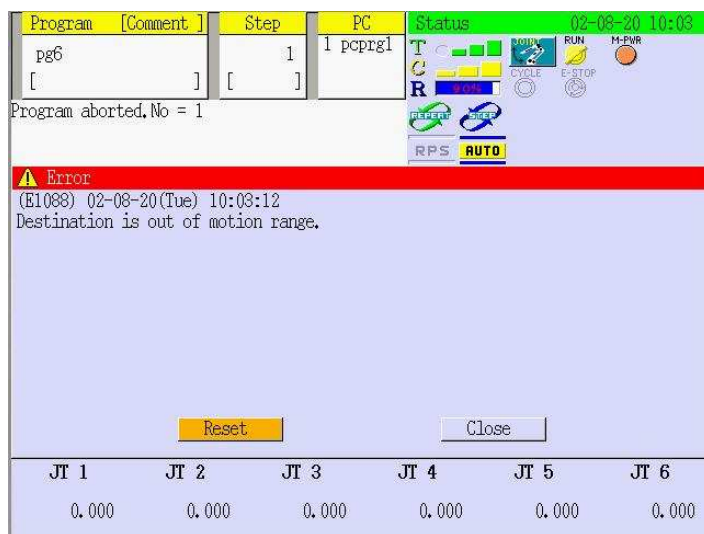 Program [Comment ] Step PC Status 02-08-20 10:03
pg6 1 1 pcprg1 T JOINT RUN M-PWR
[ ] [ ] C CYCLE E-STOP
R 90%
Program aborted.No = 1
REPEAT STEP
RPS AUTO
Error
(E1088) 02-08-20(Tue) 10:03:12
Destination is out of motion range.
Reset Close
JT 1 JT 2 JT 3 JT 4 JT 5 JT 6
0.000 0.000 0.000 0.000 0.000 0.000